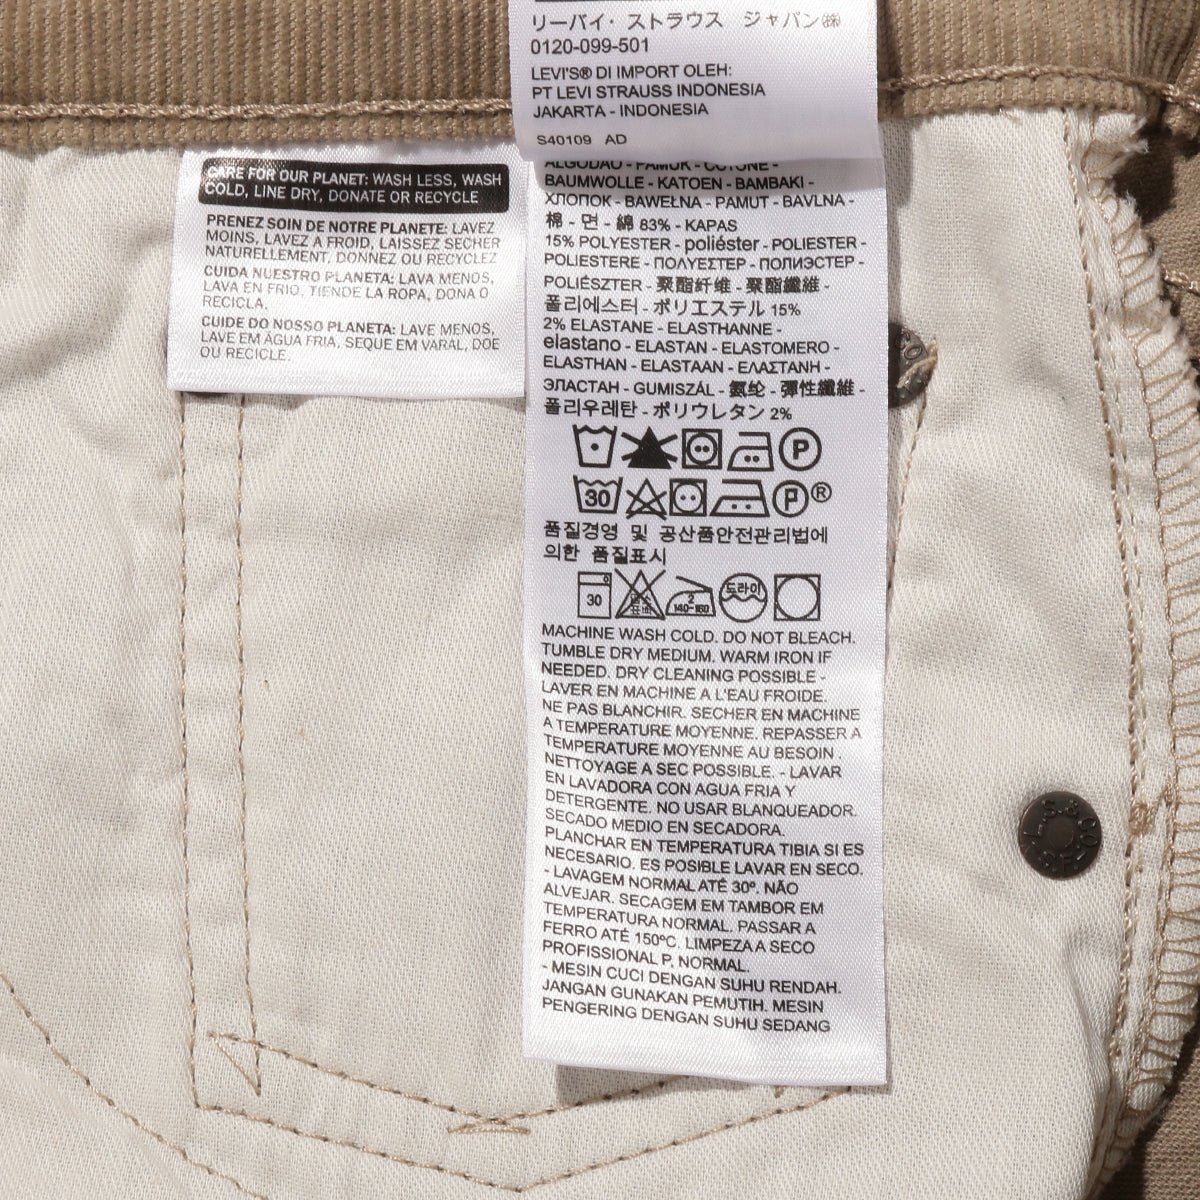 リーバイ・ストラウス ジャパン㈱
0120-099-501
LEVI'S® DI IMPORT OLEH:
PT LEVI STRAUSS INDONESIA
JAKARTA - INDONESIA
S40109 AD
CARE FOR OUR PLANET: WASH LESS, WASH
COLD, LINE DRY, DONATE OR RECYCLE
PRENEZ SOIN DE NOTRE PLANETE: LAVEZ
MOINS, LAVEZ A FROID, LAISSEZ SECHER
NATURELLEMENT, DONNEZ OU RECYCLEZ
CUIDA NUESTRO PLANETA: LAVA MENOS,
LAVA EN FRIO, TIENDE LA ROPA, DONA O
RECICLA.
CUIDE DO NOSSO PLANETA: LAVE MENOS,
LAVE EM ÁGUA FRIA, SEQUE EM VARAL, DOE
OU RECICLE.
ALGODÃO - PAMUK - COTONE -
BAUMWOLLE - KATOEN - BAMBAKI -
ХЛОПОК - BAWEŁNA - PAMUT - BAVLNA -
棉 - 면 - 綿 83% - KAPAS
15% POLYESTER - poliéster - POLIESTER -
POLIESTERE - ΠΟΛΥΕΣΤΕΡ - ПОЛИЭСТЕР -
POLIÉSZTER - 聚酯纤维 - 聚酯纖維 -
폴리에스터 - ポリエステル 15%
2% ELASTANE - ELASTHANNE -
elastano - ELASTAN - ELASTOMERO -
ELASTHAN - ELASTAAN - ΕΛΑΣΤΑΝΗ -
ЭЛАСТАН - GUMISZÁL - 氨纶 - 彈性纖維 -
폴리우레탄 - ポリウレタン 2%
P
30 P ®
품질경영 및 공산품안전관리법에
의한 품질표시
30 염소표백 2 140-160 드라이
MACHINE WASH COLD. DO NOT BLEACH.
TUMBLE DRY MEDIUM. WARM IRON IF
NEEDED. DRY CLEANING POSSIBLE -
LAVER EN MACHINE A L'EAU FROIDE.
NE PAS BLANCHIR. SECHER EN MACHINE
A TEMPERATURE MOYENNE. REPASSER A
TEMPERATURE MOYENNE AU BESOIN .
NETTOYAGE A SEC POSSIBLE. - LAVAR
EN LAVADORA CON AGUA FRIA Y
DETERGENTE. NO USAR BLANQUEADOR.
SECADO MEDIO EN SECADORA.
PLANCHAR EN TEMPERATURA TIBIA SI ES
NECESARIO. ES POSIBLE LAVAR EN SECO.
- LAVAGEM NORMAL ATÉ 30º. NÃO
ALVEJAR. SECAGEM EM TAMBOR EM
TEMPERATURA NORMAL. PASSAR A
FERRO ATÉ 150ºC. LIMPEZA A SECO
PROFISSIONAL P, NORMAL.
- MESIN CUCI DENGAN SUHU RENDAH.
JANGAN GUNAKAN PEMUTIH. MESIN
PENGERING DENGAN SUHU SEDANG
L.S. & CO.